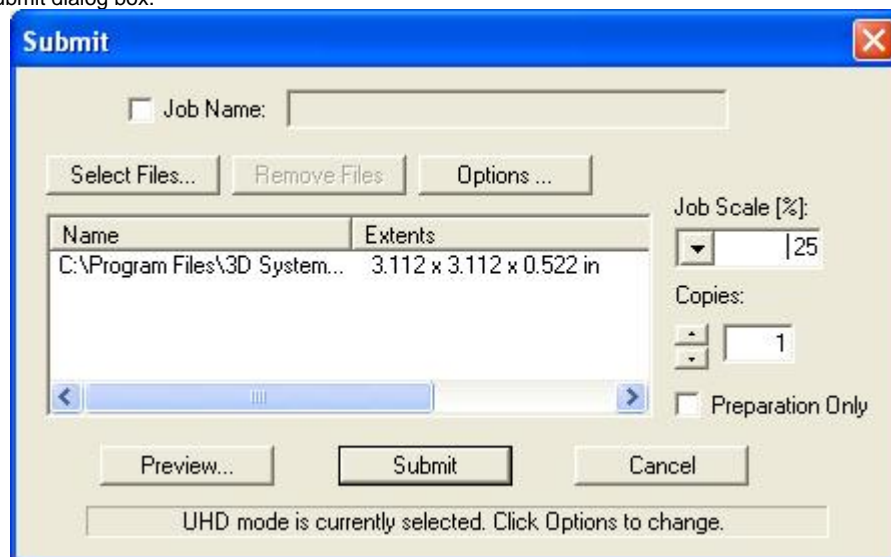 ubmit dialog box.
Submit
Job Name:
Select Files... Remove Files Options ...
Job Scale [%]:
Name Extents
25
C:\Program Files\3D System... 3.112 x 3.112 x 0.522 in
Copies:
1
Preparation Only
Preview... Submit Cancel
UHD mode is currently selected. Click Options to change.